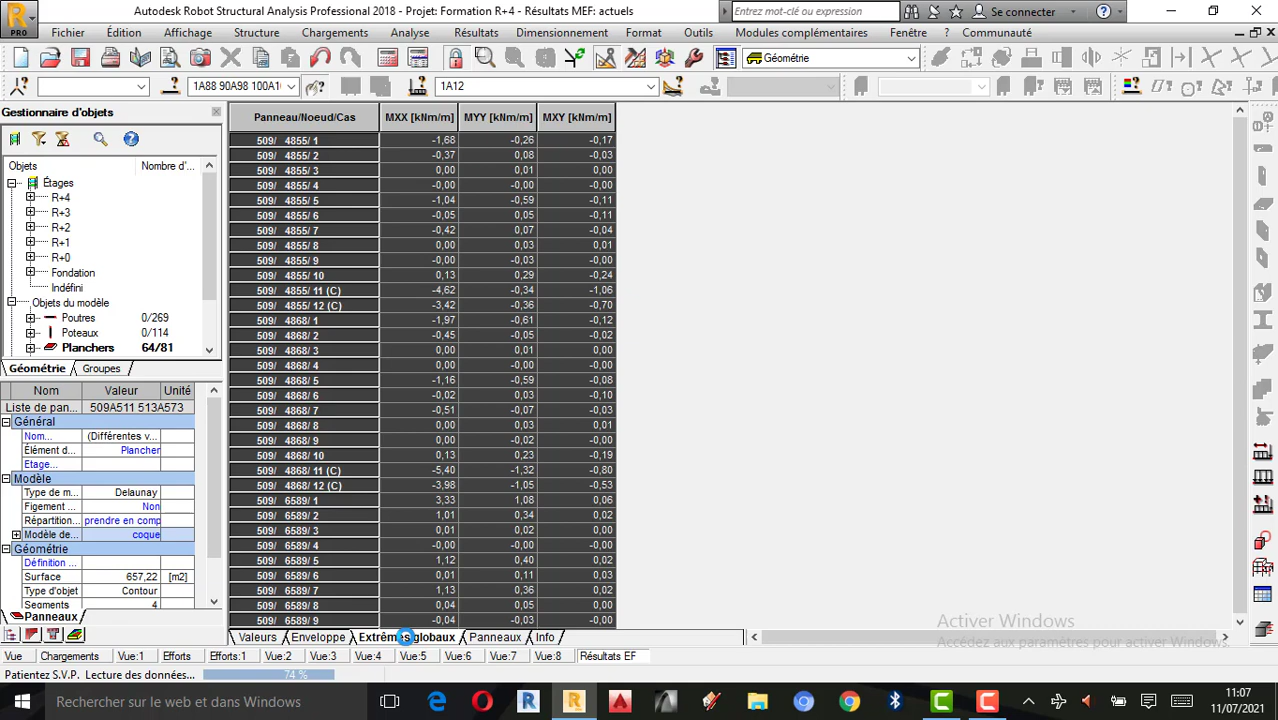 Autodesk Robot Structural Analysis Professional 2018 - Projet: Formation R+4 - Résultats MEF: actuels
Entrez mot-clé ou expression
Se connecter
PRO
Fichier Édition Affichage Structure Chargements Analyse Résultats Dimensionnement Format Outils Modules complémentaires Fenêtre ? Communauté
Géométrie
1A88 90A98 100A1
1A12
Gestionnaire d'objets
Objets Nombre d'...
Étages
R+4
R+3
R+2
R+1
R+0
Fondation
Indéfini
Objets du modèle
Poutres 0/269
Poteaux 0/114
Planchers 64/81
Géométrie Groupes
Nom Valeur Unité
Liste de pan... 509A511 513A573
Général
Nom... (Différentes v...
Élément d... Plancher
Etage...
Modèle
Type de m... Delaunay
Figement ... Non
Répartition... prendre en comp
Modèle de... coque
Géométrie
Définition ...
Surface 657,22 [m2]
Type d'objet Contour
Segments 4
Panneaux
Panneau/Noeud/Cas MXX [kNm/m] MYY [kNm/m] MXY [kNm/m]
509/ 4855/ 1 -1,68 -0,26 -0,17
509/ 4855/ 2 -0,37 0,08 -0,03
509/ 4855/ 3 0,00 0,01 0,00
509/ 4855/ 4 -0,00 -0,00 -0,00
509/ 4855/ 5 -1,04 -0,59 -0,11
509/ 4855/ 6 -0,05 0,05 -0,11
509/ 4855/ 7 -0,42 0,07 -0,04
509/ 4855/ 8 0,00 0,03 0,01
509/ 4855/ 9 -0,00 -0,03 -0,00
509/ 4855/ 10 0,13 0,29 -0,24
509/ 4855/ 11 (C) -4,62 -0,34 -1,06
509/ 4855/ 12 (C) -3,42 -0,36 -0,70
509/ 4868/ 1 -1,97 -0,61 -0,12
509/ 4868/ 2 -0,45 -0,05 -0,02
509/ 4868/ 3 0,00 0,01 0,00
509/ 4868/ 4 0,00 -0,00 -0,00
509/ 4868/ 5 -1,16 -0,59 -0,08
509/ 4868/ 6 -0,02 0,03 -0,10
509/ 4868/ 7 -0,51 -0,07 -0,03
509/ 4868/ 8 0,00 0,03 0,01
509/ 4868/ 9 0,00 -0,02 -0,00
509/ 4868/ 10 0,13 0,23 -0,19
509/ 4868/ 11 (C) -5,40 -1,32 -0,80
509/ 4868/ 12 (C) -3,98 -1,05 -0,53
509/ 6589/ 1 3,33 1,08 0,06
509/ 6589/ 2 1,01 0,34 0,02
509/ 6589/ 3 0,01 0,02 0,00
509/ 6589/ 4 -0,00 -0,00 0,00
509/ 6589/ 5 1,12 0,40 0,02
509/ 6589/ 6 0,01 0,11 0,03
509/ 6589/ 7 1,13 0,36 0,02
509/ 6589/ 8 0,04 0,05 0,00
509/ 6589/ 9 -0,04 -0,03 -0,00
Valeurs Enveloppe Extrêmes globaux Panneaux Info
Activer Windows
Accédez aux paramètres pour activer Windows.
Vue Chargements Vue:1 Efforts Efforts:1 Vue:2 Vue:3 Vue:4 Vue:5 Vue:6 Vue:7 Vue:8 Résultats EF
Patientez S.V.P. Lecture des données... 74 %
Rechercher sur le web et dans Windows
11:07
11/07/2021